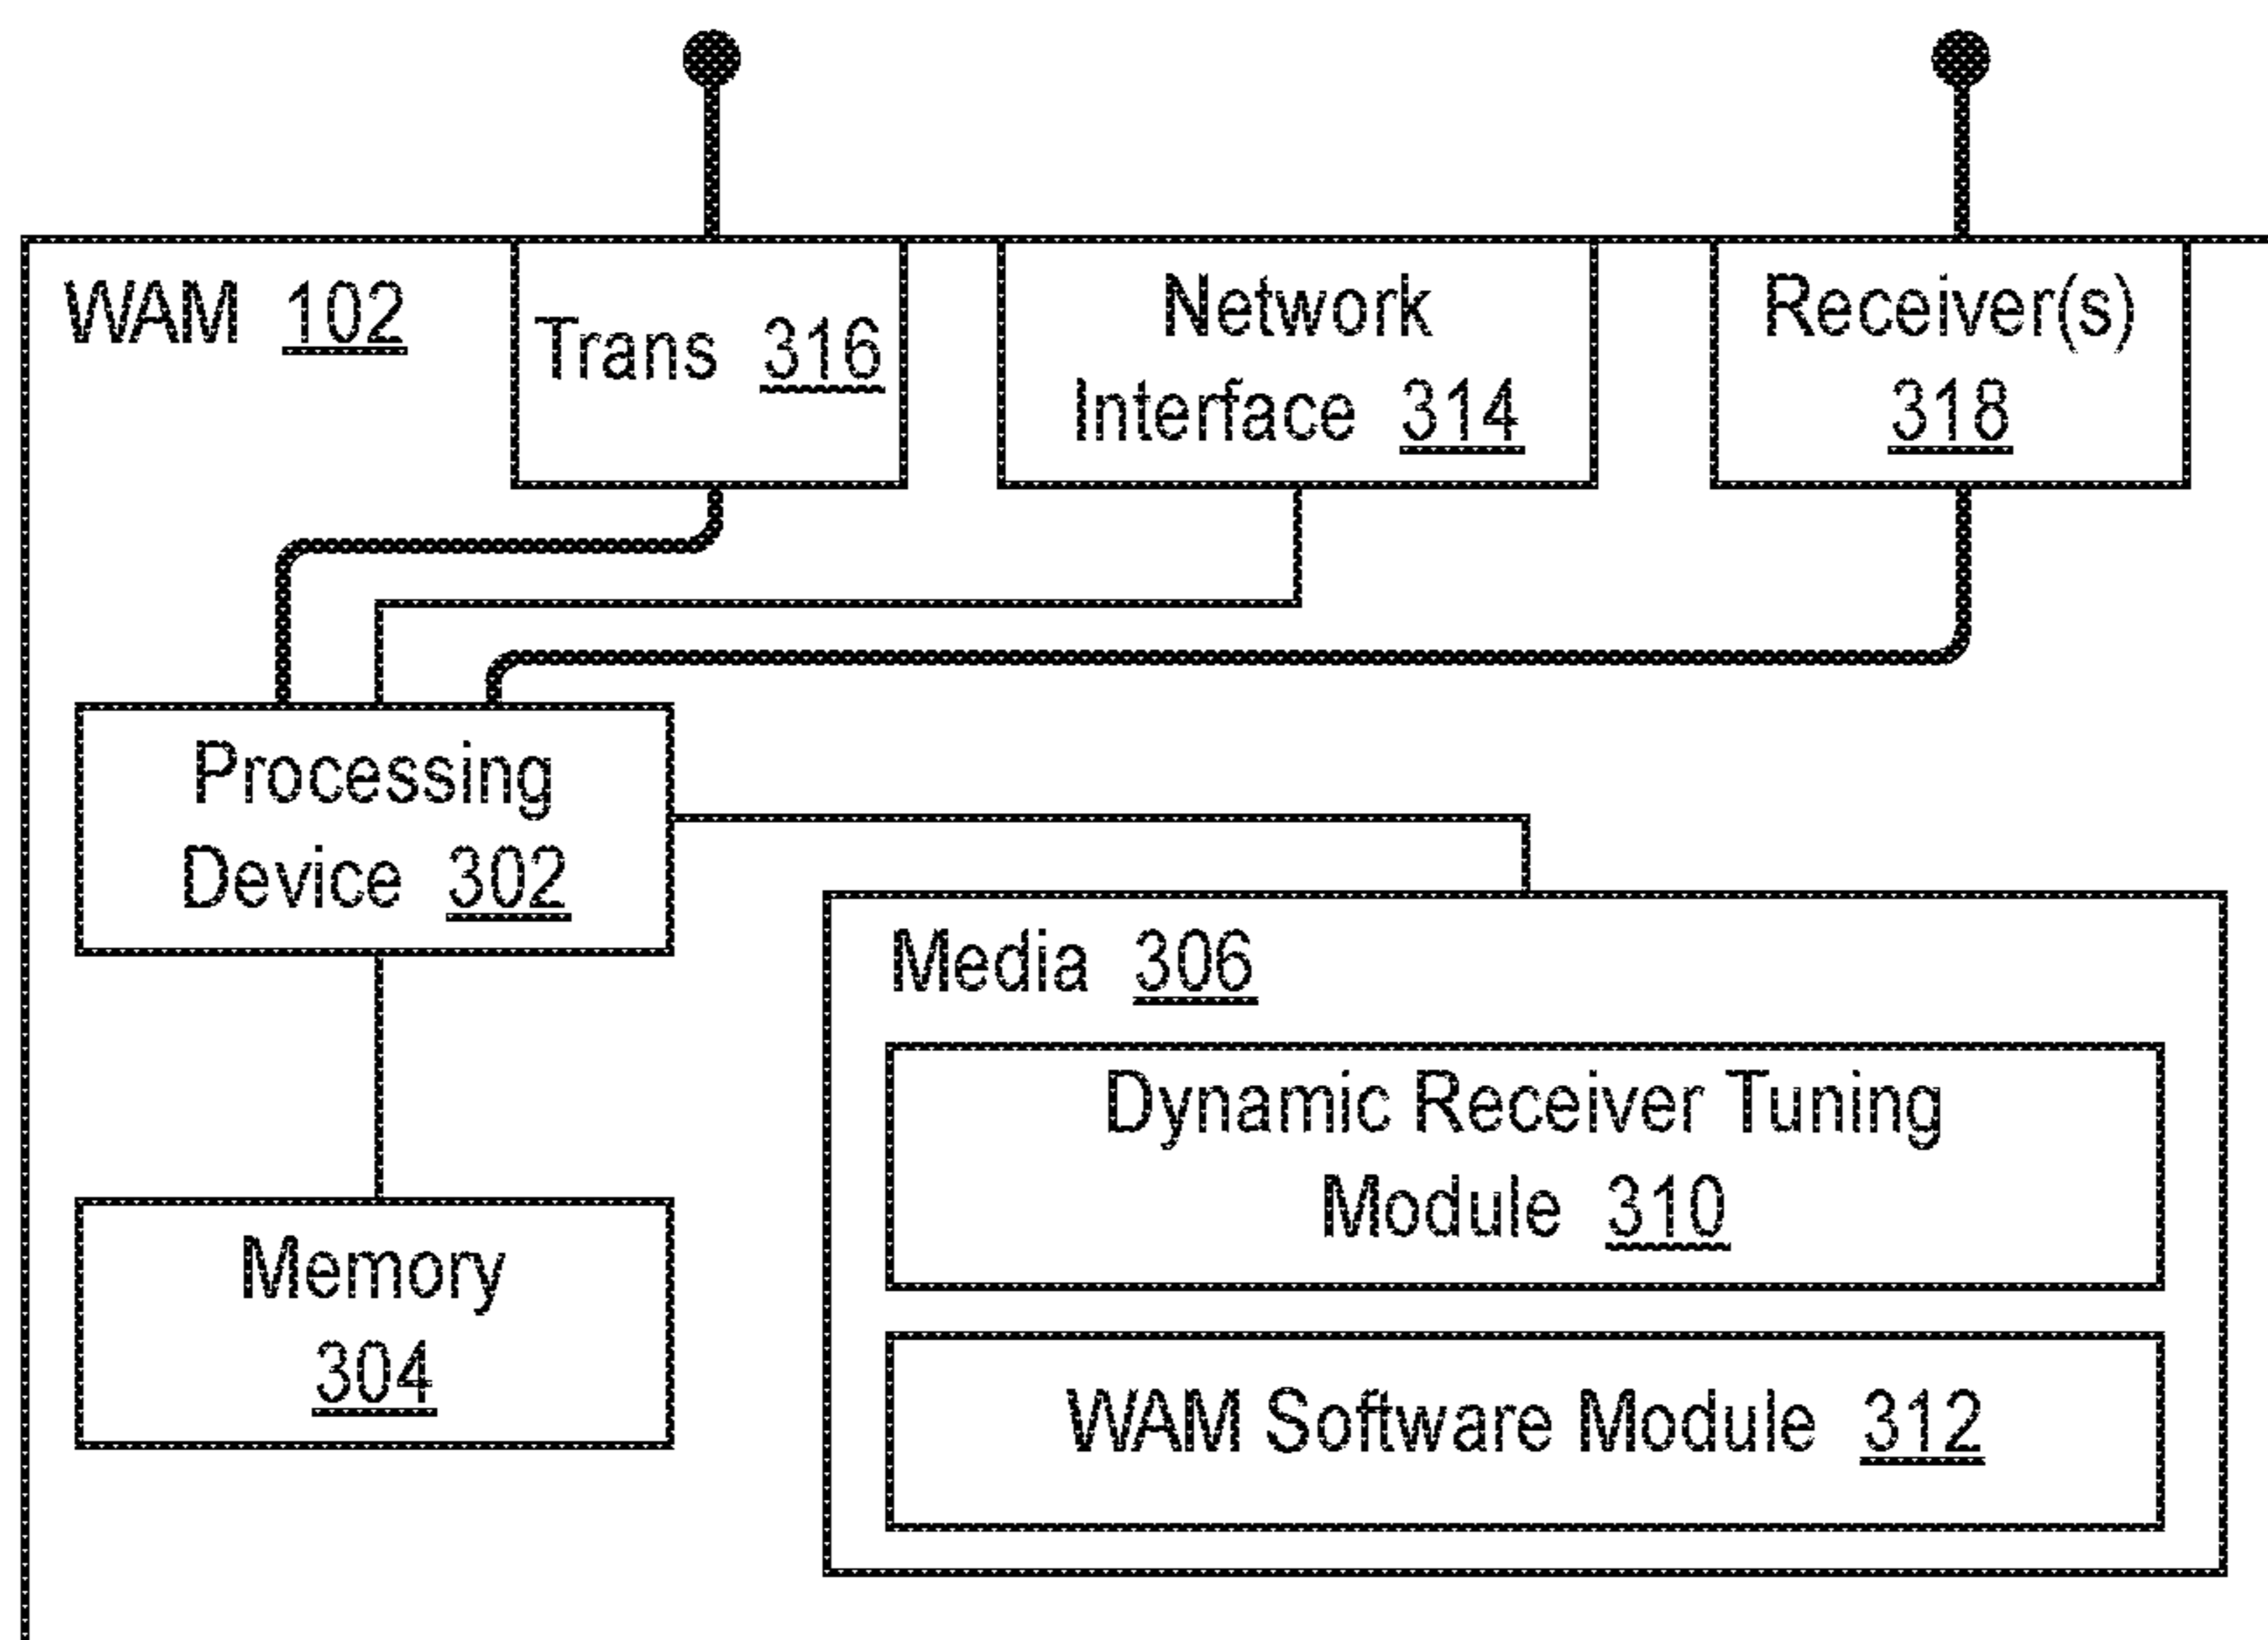 WAM 102
Trans 316
Network
Interface 314
Receiver(s)
318
Processing
Device 302
Media 306
Dynamic Receiver Tuning
Module 310
Memory
304
WAM Software Module 312